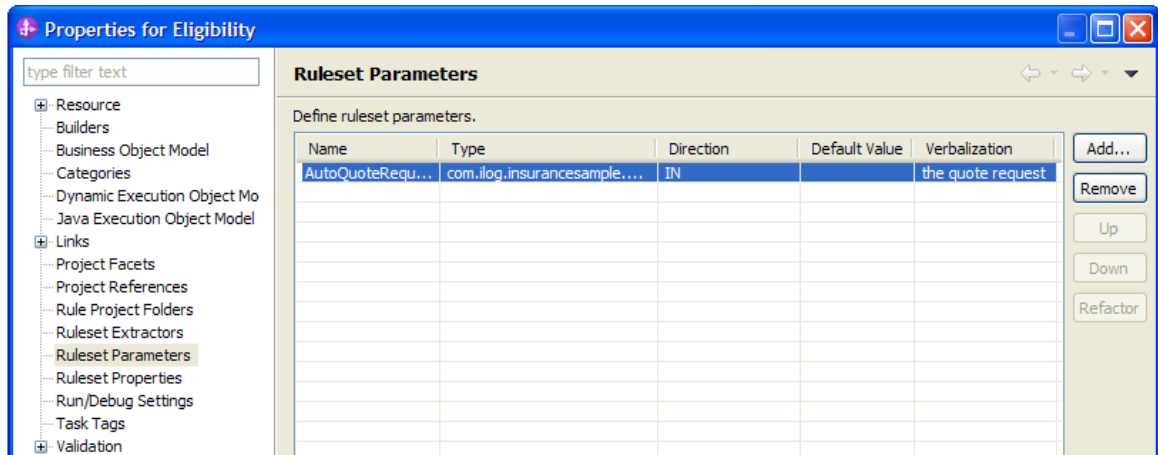 Properties for Eligibility
type filter text
Resource
Builders
Business Object Model
Categories
Dynamic Execution Object Mo
Java Execution Object Model
Links
Project Facets
Project References
Rule Project Folders
Ruleset Extractors
Ruleset Parameters
Ruleset Properties
Run/Debug Settings
Task Tags
Validation
Ruleset Parameters
Define ruleset parameters.
Name Type Direction Default Value Verbalization
AutoQuoteRequ... com.ilog.insurancesample.... IN the quote request
Add...
Remove
Up
Down
Refactor